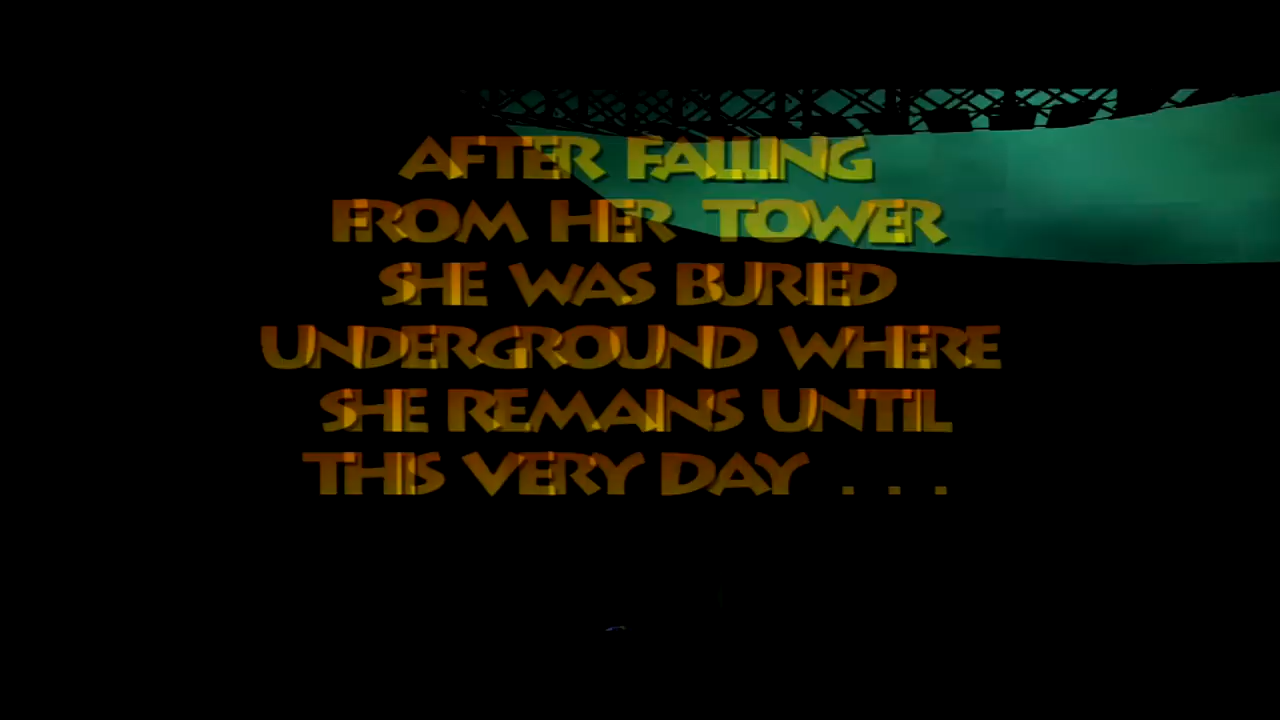 AFTER FALLING
FROM HER TOWER
SHE WAS BURIED
UNDERGROUND WHERE
SHE REMAINS UNTIL
THIS VERY DAY . . .